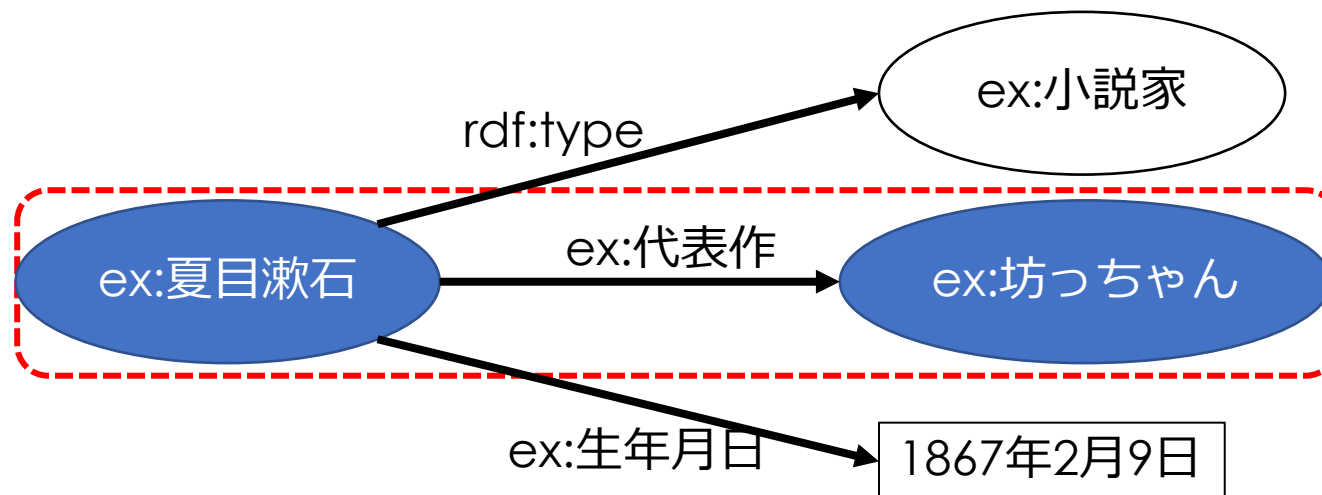 ex:小説家
rdf:type
ex:夏目漱石
ex:代表作
ex:坊っちゃん
ex:生年月日
1867年2月9日